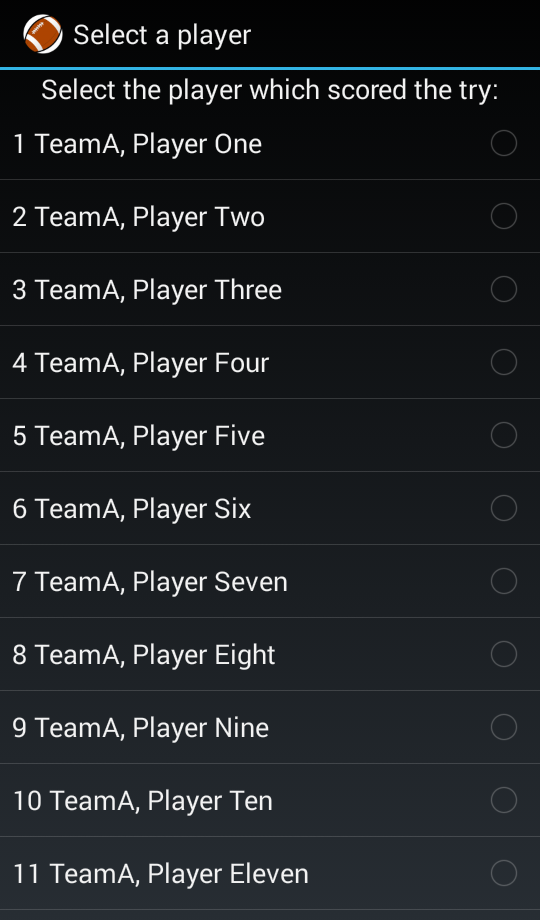 Select a player
Select the player which scored the try:
1 TeamA, Player One
2 TeamA, Player Two
3 TeamA, Player Three
4 TeamA, Player Four
5 TeamA, Player Five
6 TeamA, Player Six
7 TeamA, Player Seven
8 TeamA, Player Eight
9 TeamA, Player Nine
10 TeamA, Player Ten
11 TeamA, Player Eleven